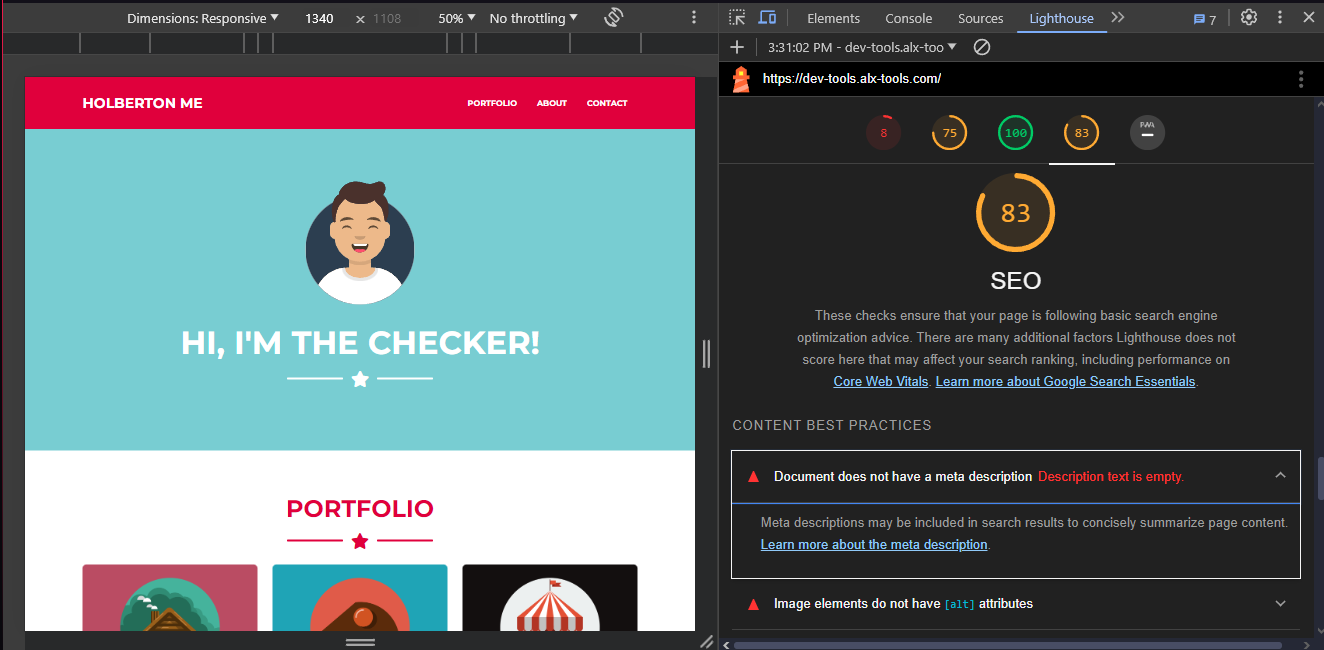 Dimensions: Responsive 1340 × 1108 50% No throttling
Elements Console Sources Lighthouse 7
3:31:02 PM - dev-tools.alx-too
https://dev-tools.alx-tools.com/
HOLBERTON ME PORTFOLIO ABOUT CONTACT
HI, I'M THE CHECKER!
PORTFOLIO
8 75 100 83 PWA
83
SEO
These checks ensure that your page is following basic search engine
optimization advice. There are many additional factors Lighthouse does not
score here that may affect your search ranking, including performance on
Core Web Vitals. Learn more about Google Search Essentials.
CONTENT BEST PRACTICES
Document does not have a meta description Description text is empty.
Meta descriptions may be included in search results to concisely summarize page content.
Learn more about the meta description.
Image elements do not have [alt] attributes